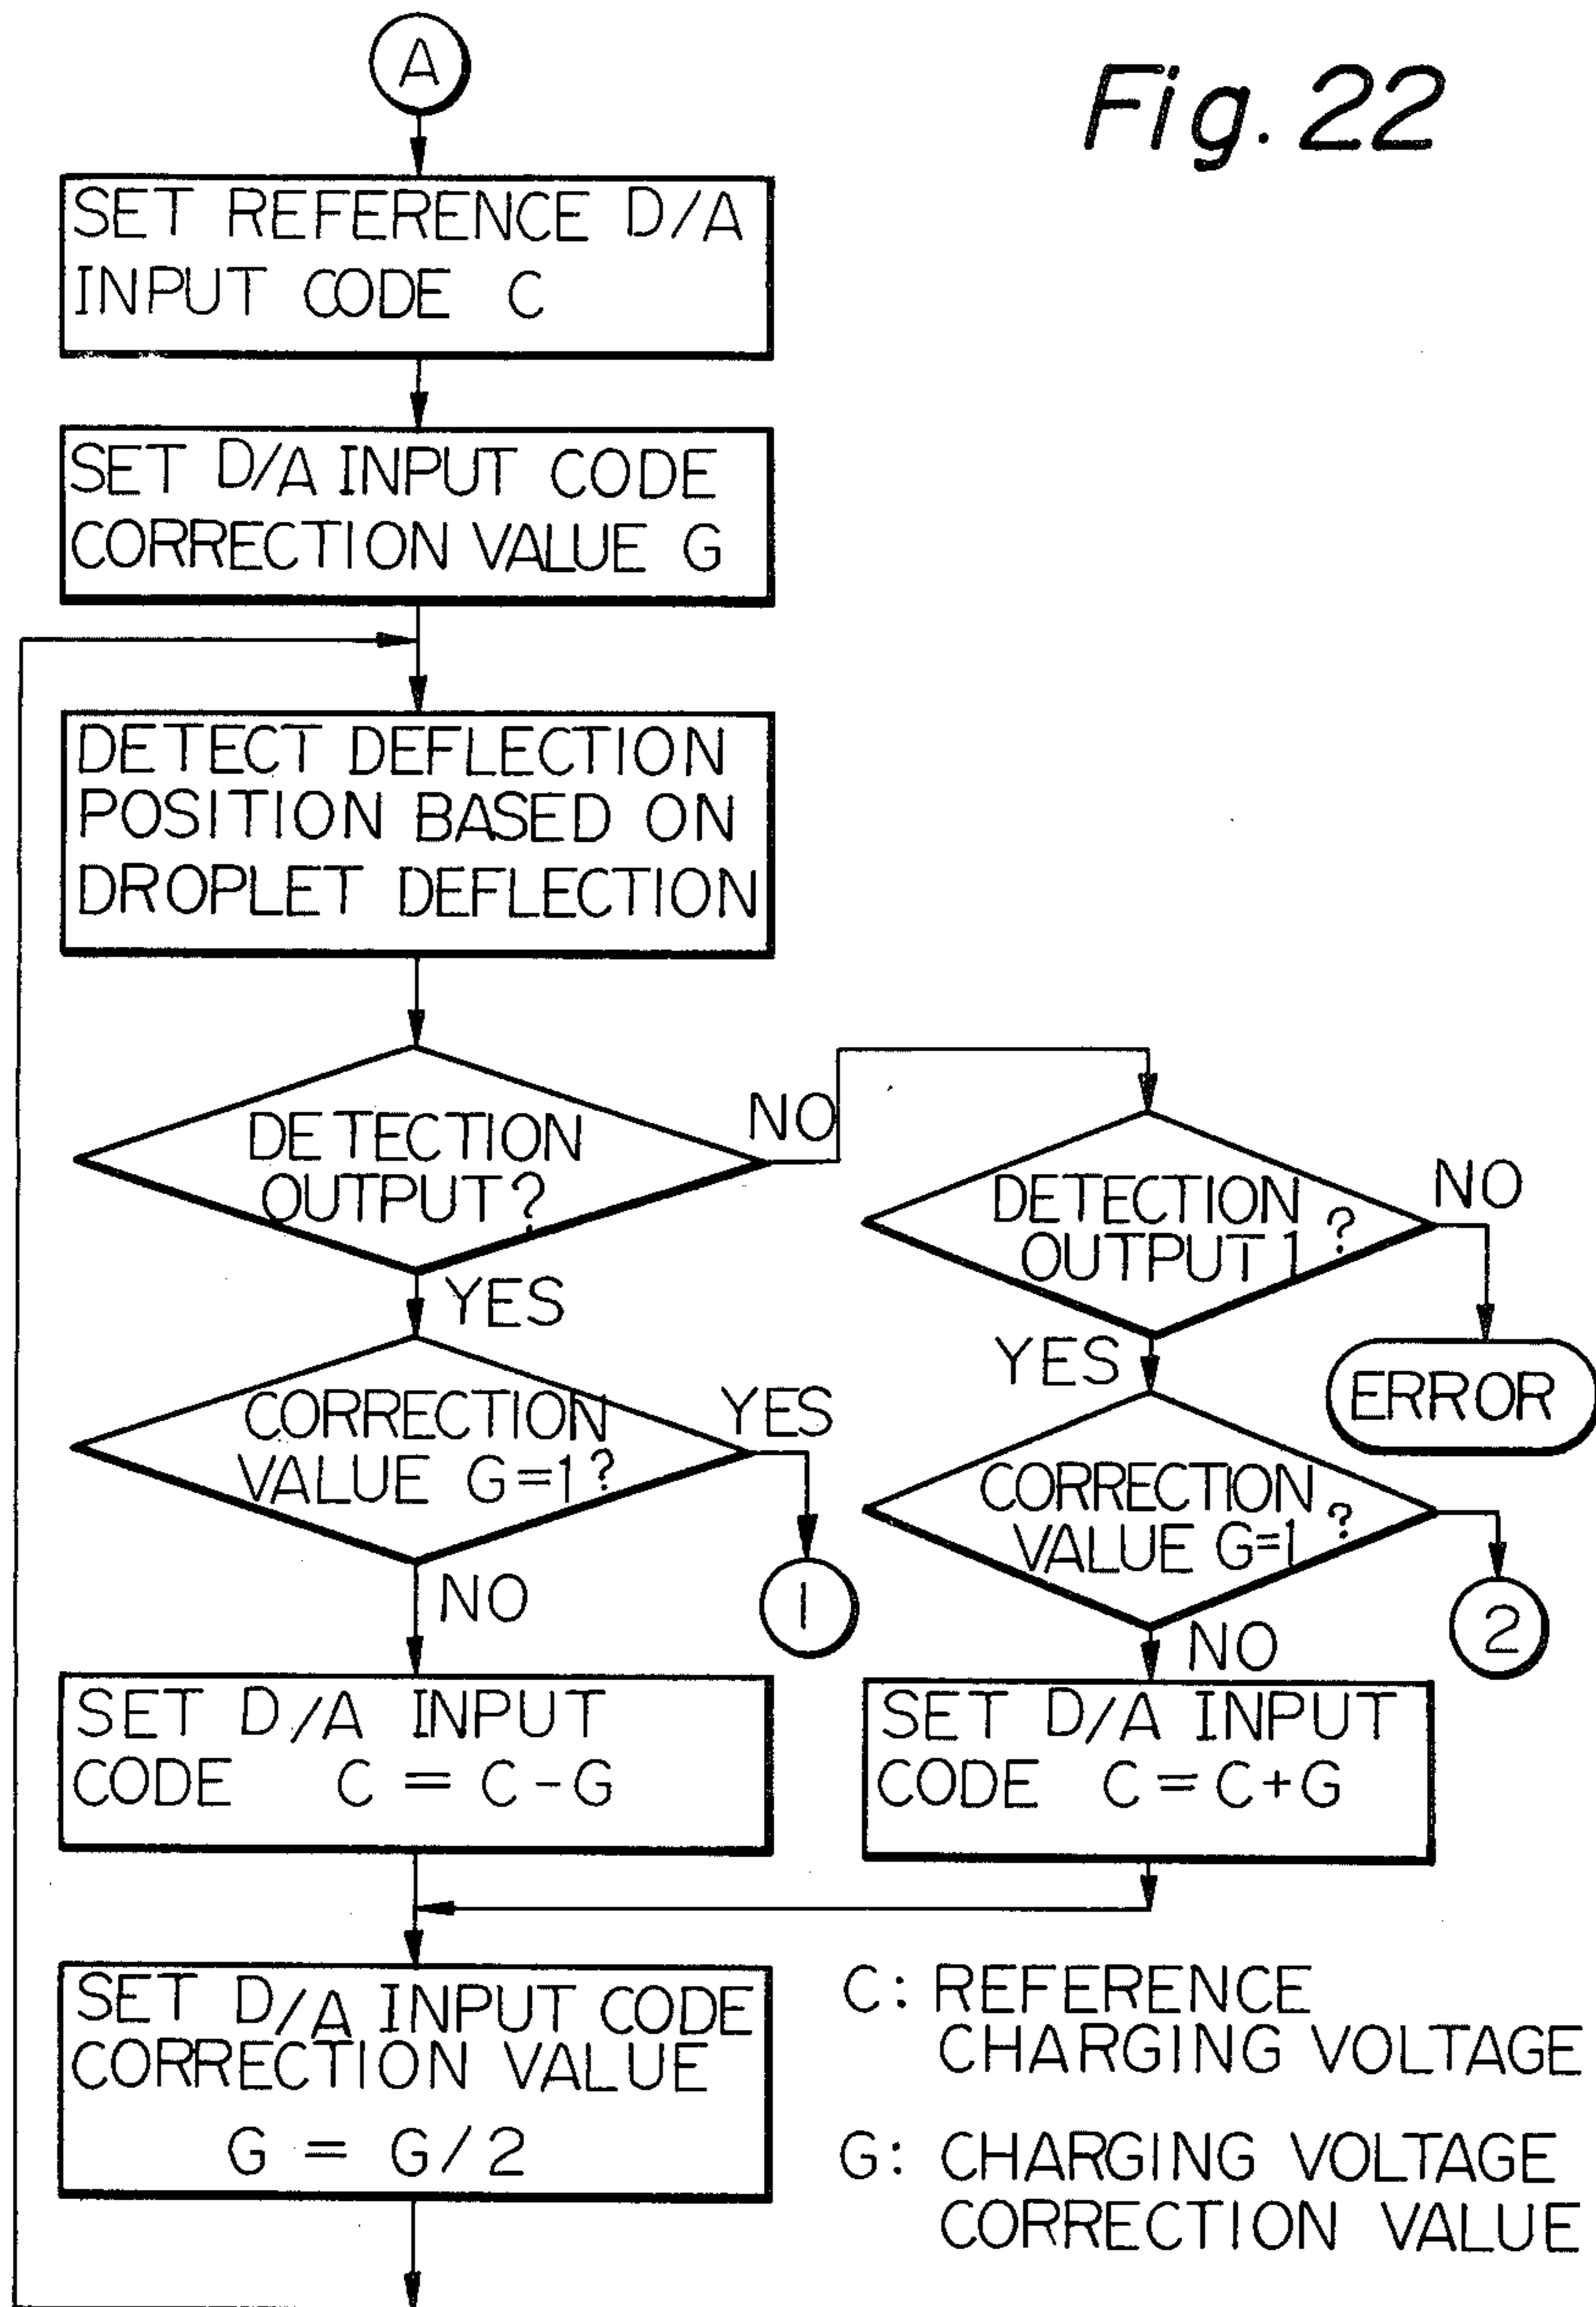 A
Fig. 22
SET REFERENCE D/A
INPUT CODE C
SET D/A INPUT CODE
CORRECTION VALUE G
DETECT DEFLECTION
POSITION BASED ON
DROPLET DEFLECTION
DETECTION
OUTPUT?
NO
YES
DETECTION
OUTPUT 1 ?
NO
YES
ERROR
CORRECTION
VALUE G=1?
YES
1
NO
CORRECTION
VALUE G=1 ?
2
NO
SET D/A INPUT
CODE C = C-G
SET D/A INPUT
CODE C = C+G
SET D/A INPUT CODE
CORRECTION VALUE
G = G/2
C: REFERENCE
CHARGING VOLTAGE
G: CHARGING VOLTAGE
CORRECTION VALUE